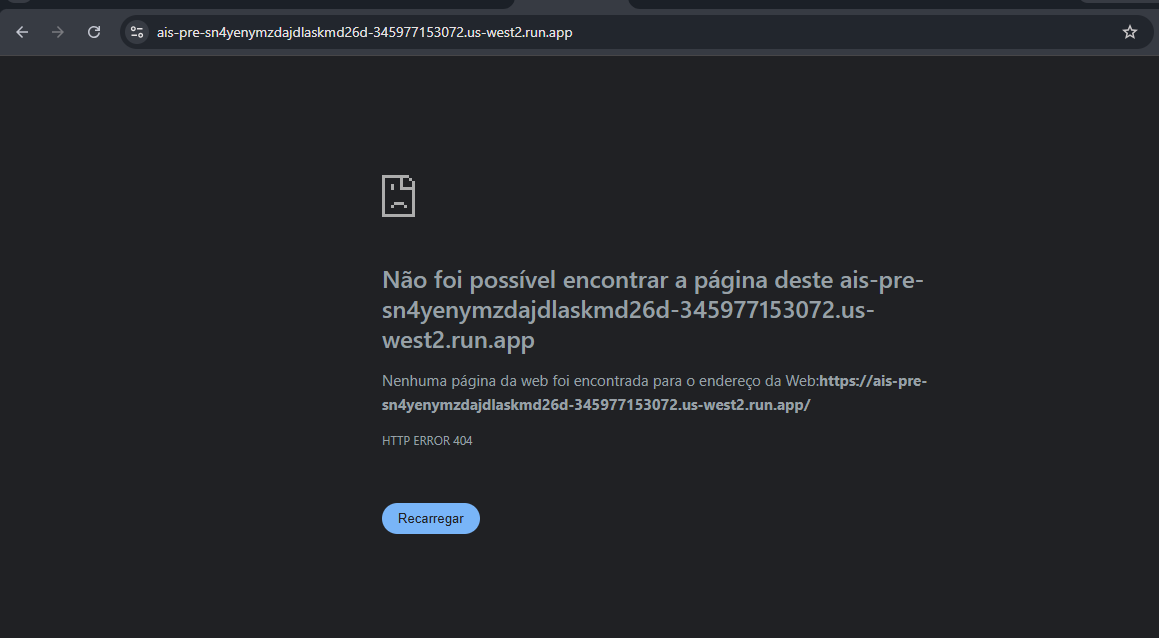 ais-pre-sn4yenymzdajdlaskmd26d-345977153072.us-west2.run.app
Não foi possível encontrar a página deste ais-pre-
sn4yenymzdajdlaskmd26d-345977153072.us-
west2.run.app
Nenhuma página da web foi encontrada para o endereço da Web:https://ais-pre-
sn4yenymzdajdlaskmd26d-345977153072.us-west2.run.app/
HTTP ERROR 404
Recarregar